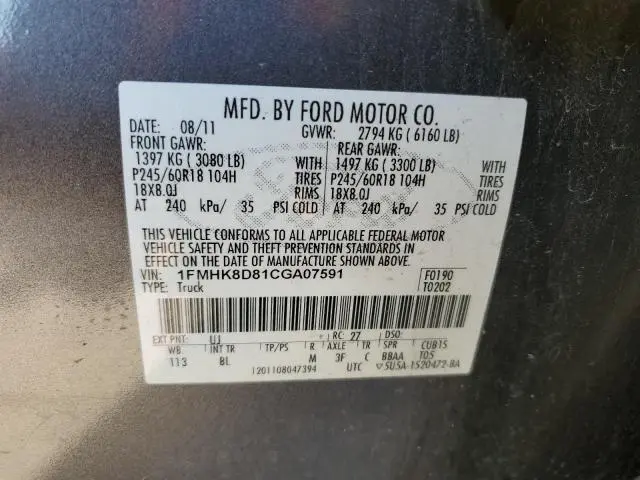 MFD. BY FORD MOTOR CO.
DATE: 08/11 GVWR: 2794 KG ( 6160 LB)
FRONT GAWR: REAR GAWR:
1397 KG ( 3080 LB) WITH 1497 KG ( 3300 LB) WITH
P245/60R18 104H TIRES P245/60R18 104H TIRES
18X8.0J RIMS 18X8.0J RIMS
AT 240 kPa/ 35 PSI COLD AT 240 kPa/ 35 PSI COLD
THIS VEHICLE CONFORMS TO ALL APPLICABLE FEDERAL MOTOR
VEHICLE SAFETY AND THEFT PREVENTION STANDARDS IN
EFFECT ON THE DATE OF MANUFACTURE SHOWN ABOVE.
VIN: 1FMHK8D81CGA07591 F0190
TYPE: Truck T0202
EXT PNT: UJ RC: 27 DSO:
WB INT TR TP/PS R AXLE TR SPR CUB15
113 BL M 3F C BBAA T05
1201108047394 UTC 5U5A-1520472-BA